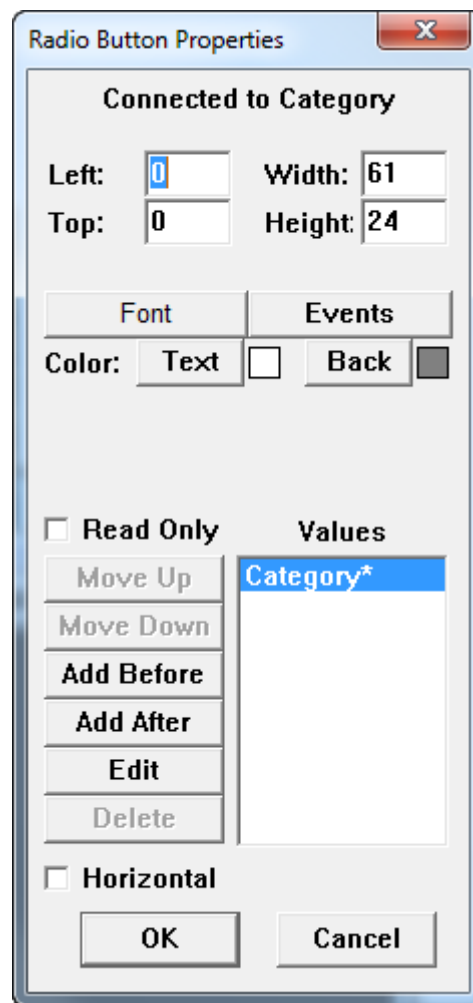 Radio Button Properties
Connected to Category
Left: 0 Width: 61
Top: 0 Height: 24
Font Events
Color: Text Back
Read Only Values
Move Up Category*
Move Down
Add Before
Add After
Edit
Delete
Horizontal
OK Cancel